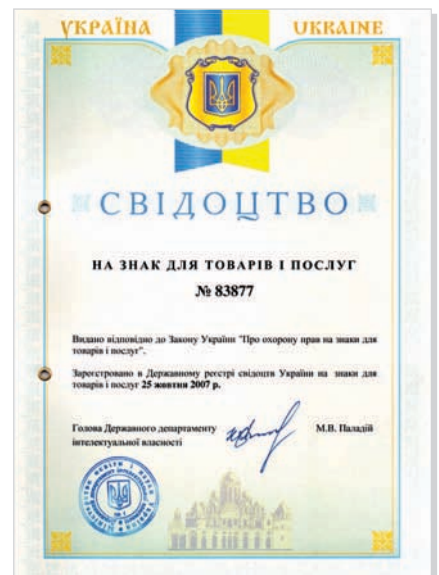 УКРАЇНА UKRAINE
СВІДОЦТВО
НА ЗНАК ДЛЯ ТОВАРІВ І ПОСЛУГ
№ 83877
Видано відповідно до Закону України "Про охорону прав на знаки для
товарів і послуг".
Зареєстровано в Державному реєстрі свідоцтв України на знаки для
товарів і послуг 25 жовтня 2007 р.
Голова Державного департаменту
інтелектуальної власності
М.В. Паладій